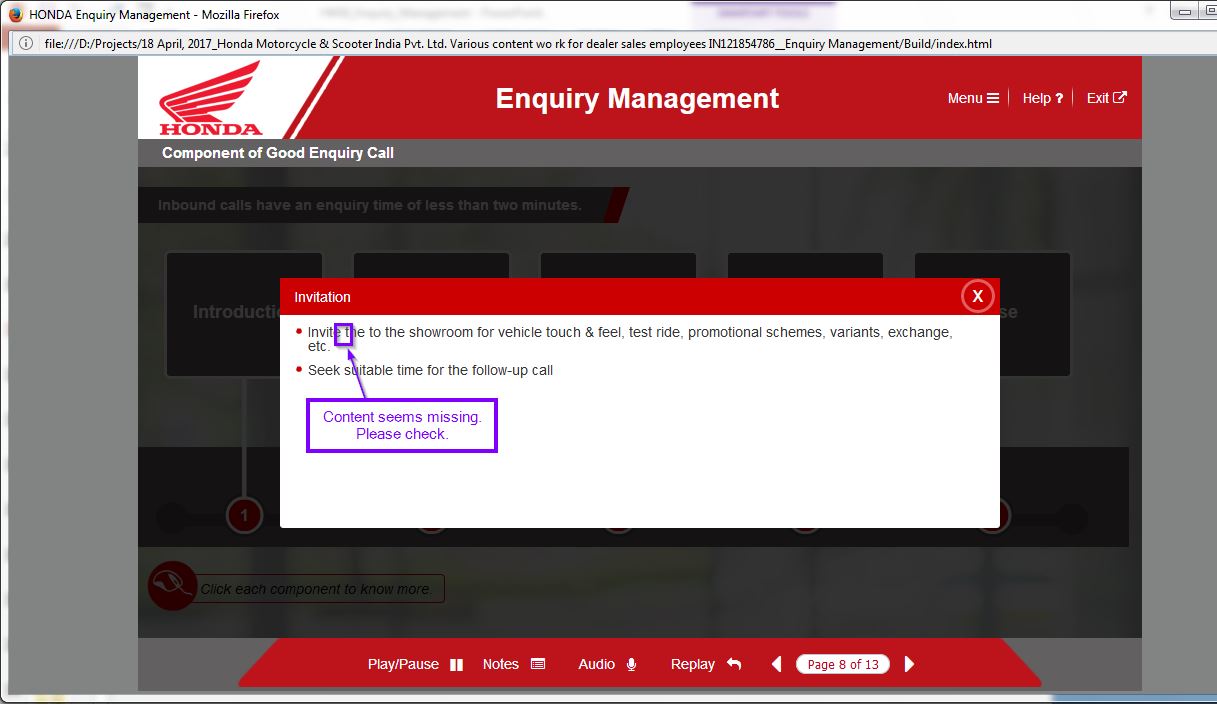 HONDA Enquiry Management - Mozilla Firefox
file:///D:/Projects/18 April, 2017_Honda Motorcycle & Scooter India Pvt. Ltd. Various content wo rk for dealer sales employees IN121854786__Enquiry Management/Build/index.html
HONDA
Enquiry Management
Menu
Help ?
Exit
Component of Good Enquiry Call
Inbound calls have an enquiry time of less than two minutes.
Invitation
X
Invite the to the showroom for vehicle touch & feel, test ride, promotional schemes, variants, exchange,
etc.
Seek suitable time for the follow-up call
Content seems missing.
Please check.
1
Click each component to know more.
Play/Pause
Notes
Audio
Replay
Page 8 of 13